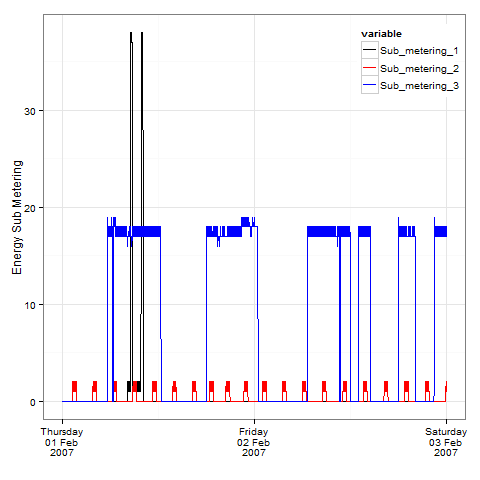 variable
Sub_metering_1
Sub_metering_2
Sub_metering_3
Energy Sub Metering
30
20
10
0
Thursday
01 Feb
2007
Friday
02 Feb
2007
Saturday
03 Feb
2007